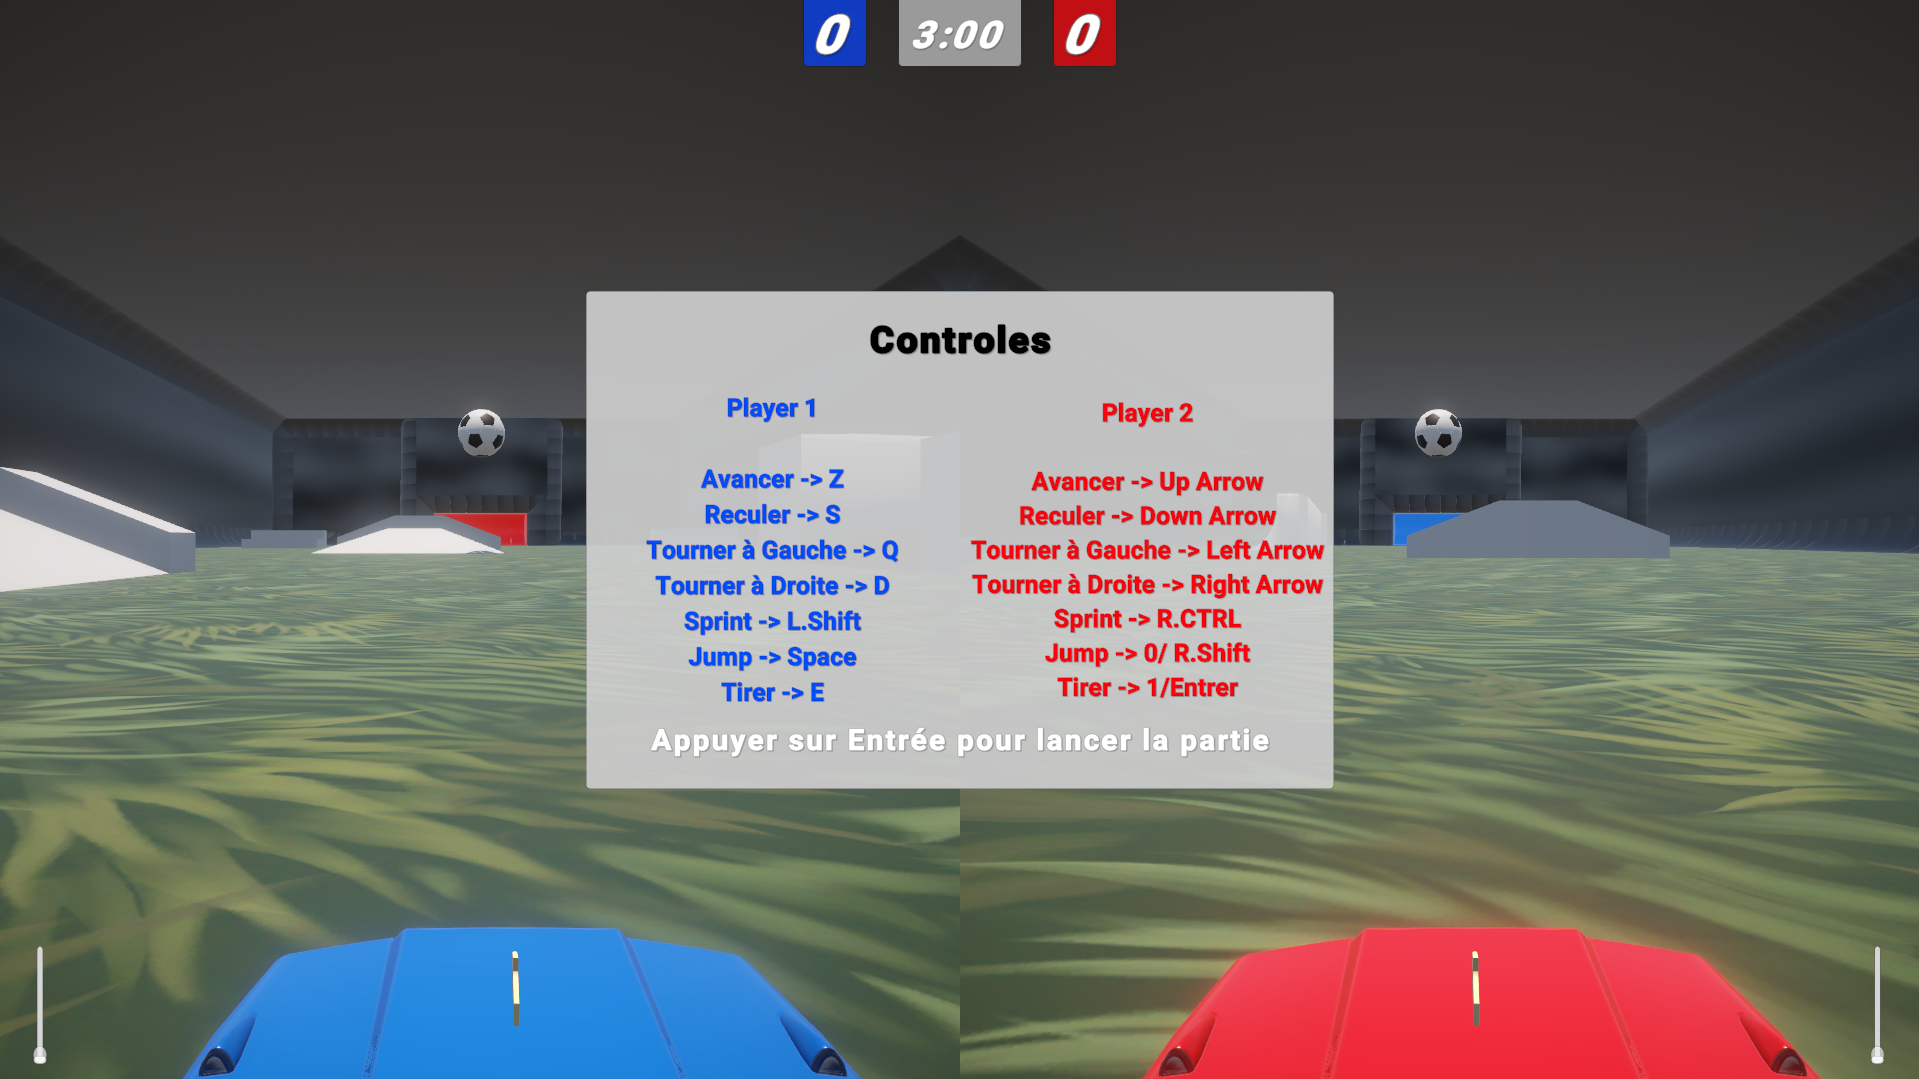 0 3:00 0
Controles
Player 1
Avancer -> Z
Reculer -> S
Tourner à Gauche -> Q
Tourner à Droite -> D
Sprint -> L.Shift
Jump -> Space
Tirer -> E
Player 2
Avancer -> Up Arrow
Reculer -> Down Arrow
Tourner à Gauche -> Left Arrow
Tourner à Droite -> Right Arrow
Sprint -> R.CTRL
Jump -> 0/ R.Shift
Tirer -> 1/Entrer
Appuyer sur Entrée pour lancer la partie